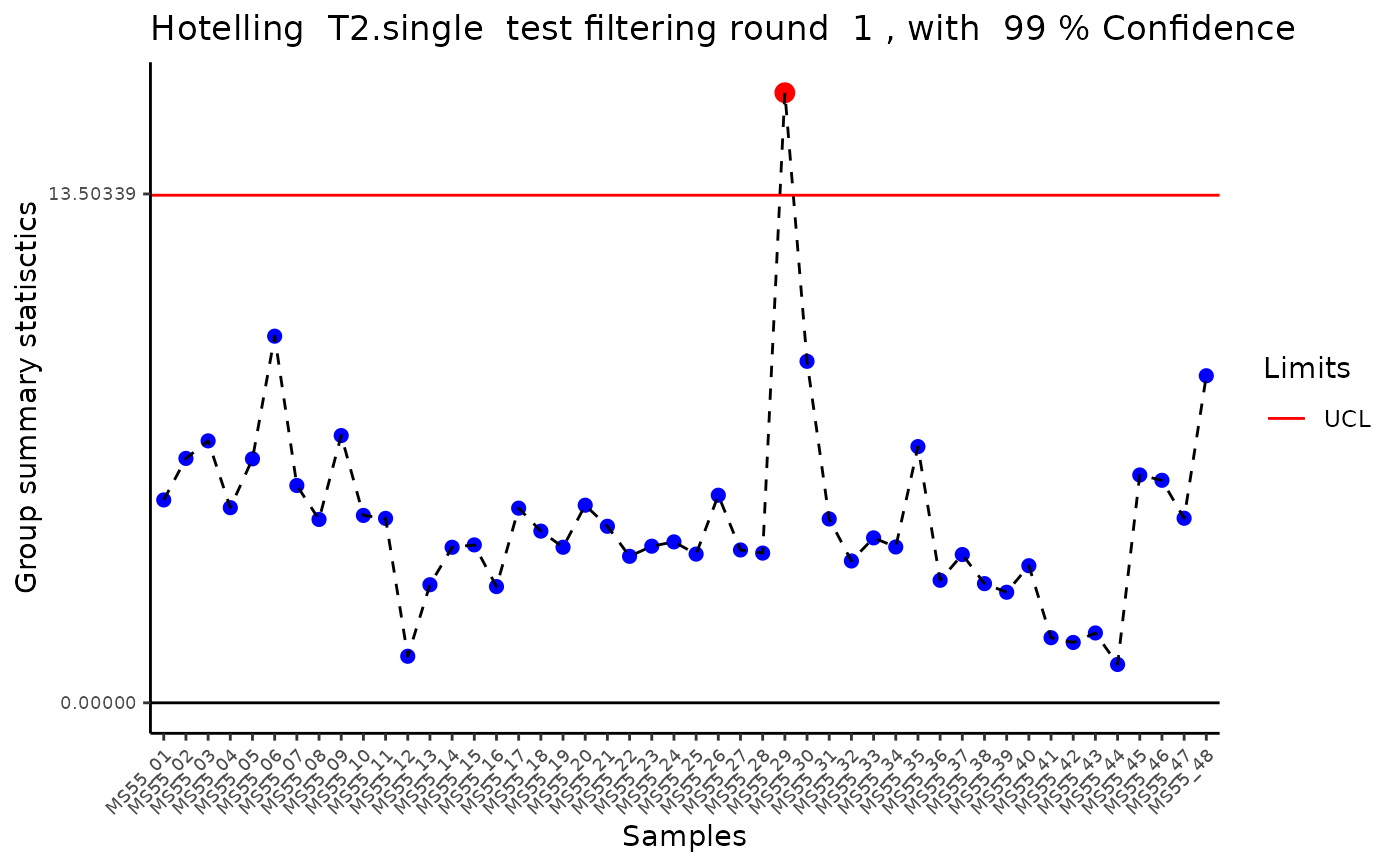 Hotelling  T2.single  test filtering round  1 , with  99 % Confidence
Group summary statisctics
13.50339
0.00000
MS55_01
MS55_02
MS55_03
MS55_04
MS55_05
MS55_06
MS55_07
MS55_08
MS55_09
MS55_10
MS55_11
MS55_12
MS55_13
MS55_14
MS55_15
MS55_16
MS55_17
MS55_18
MS55_19
MS55_20
MS55_21
MS55_22
MS55_23
MS55_24
MS55_25
MS55_26
MS55_27
MS55_28
MS55_29
MS55_30
MS55_31
MS55_32
MS55_33
MS55_34
MS55_35
MS55_36
MS55_37
MS55_38
MS55_39
MS55_40
MS55_41
MS55_42
MS55_43
MS55_44
MS55_45
MS55_46
MS55_47
MS55_48
Samples
Limits
UCL